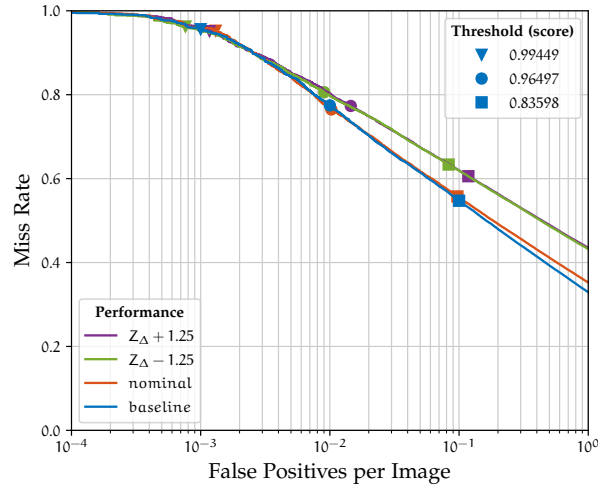 1.0
0.8
0.6
0.4
0.2
0.0
Miss Rate
Threshold (score)
0.99449
0.96497
0.83598
Performance
Z_Δ + 1.25
Z_Δ − 1.25
nominal
baseline
10⁻⁴ 10⁻³ 10⁻² 10⁻¹ 10⁰
False Positives per Image